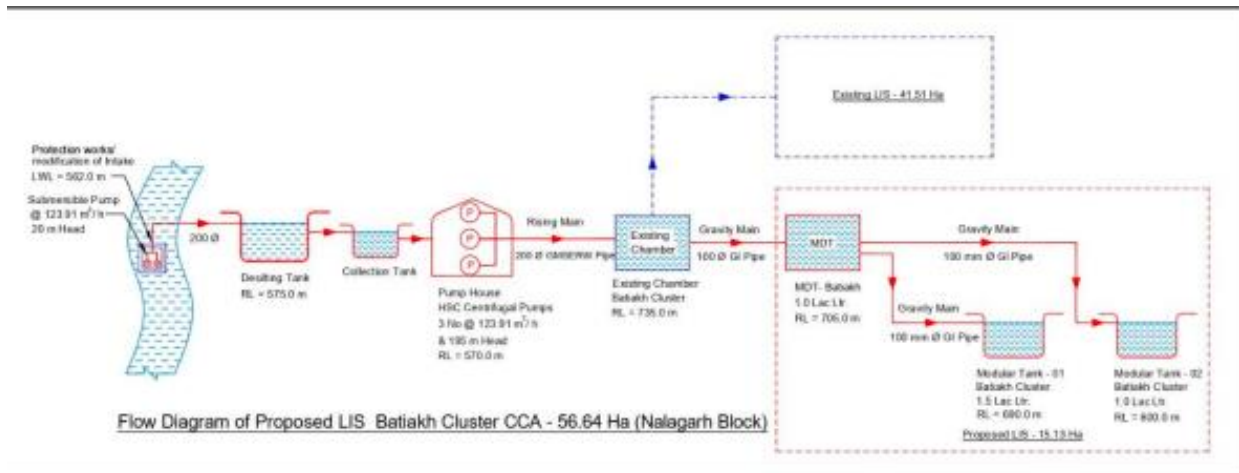 Existing LIS - 41.51 Ha
Protection works/
modification of Intake
LWL = 562.0 m
Submersible Pump
@ 123.91 m³/h
20 m Head
200 Ø
Desilting Tank
RL = 575.0 m
Collection Tank
P
P
P
Pump House
HSC Centrifugal Pumps
3 No @ 123.91 m³/h
& 195 m Head
RL = 570.0 m
Rising Main
200 Ø GMSERW Pipe
Existing
Chamber
Existing Chamber
Batiakh Cluster
RL = 735.0 m
Gravity Main
100 Ø GI Pipe
MDT
MDT- Batiakh
1.0 Lac Ltr.
RL = 705.0 m
Gravity Main
100 mm Ø GI Pipe
Gravity Main
100 mm Ø GI Pipe
Modular Tank - 01
Batiakh Cluster
1.5 Lac Ltr.
Modular Tank - 02
Batiakh Cluster
1.0 Lac Ltr.
Proposed LIS - 15.13 Ha
Flow Diagram of Proposed LIS Batiakh Cluster CCA - 56.64 Ha (Nalagarh Block)